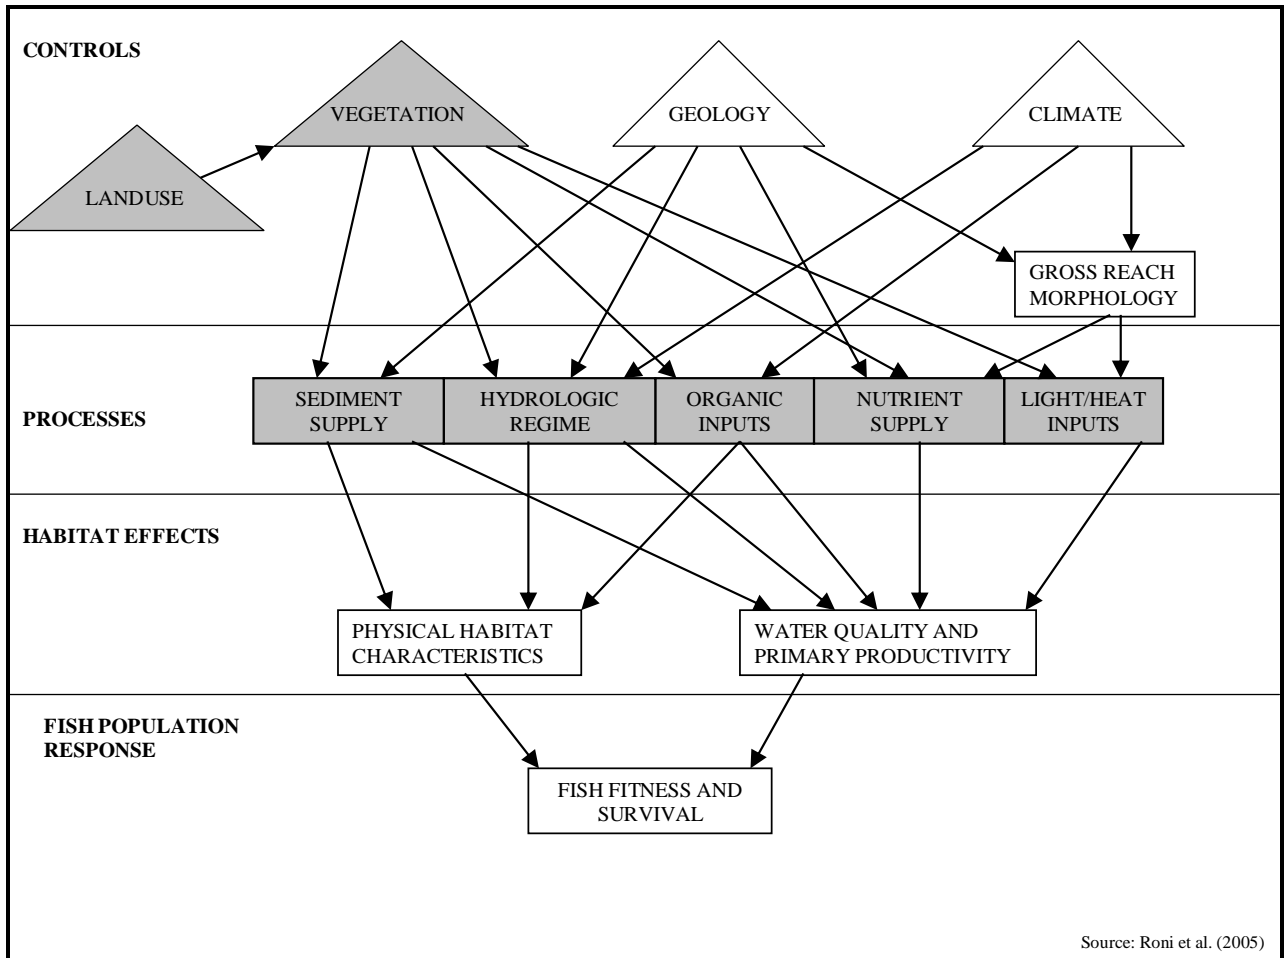 CONTROLS
VEGETATION
GEOLOGY
CLIMATE
LANDUSE
GROSS REACH
MORPHOLOGY
PROCESSES
SEDIMENT
SUPPLY
HYDROLOGIC
REGIME
ORGANIC
INPUTS
NUTRIENT
SUPPLY
LIGHT/HEAT
INPUTS
HABITAT EFFECTS
PHYSICAL HABITAT
CHARACTERISTICS
WATER QUALITY AND
PRIMARY PRODUCTIVITY
FISH POPULATION
RESPONSE
FISH FITNESS AND
SURVIVAL
Source: Roni et al. (2005)